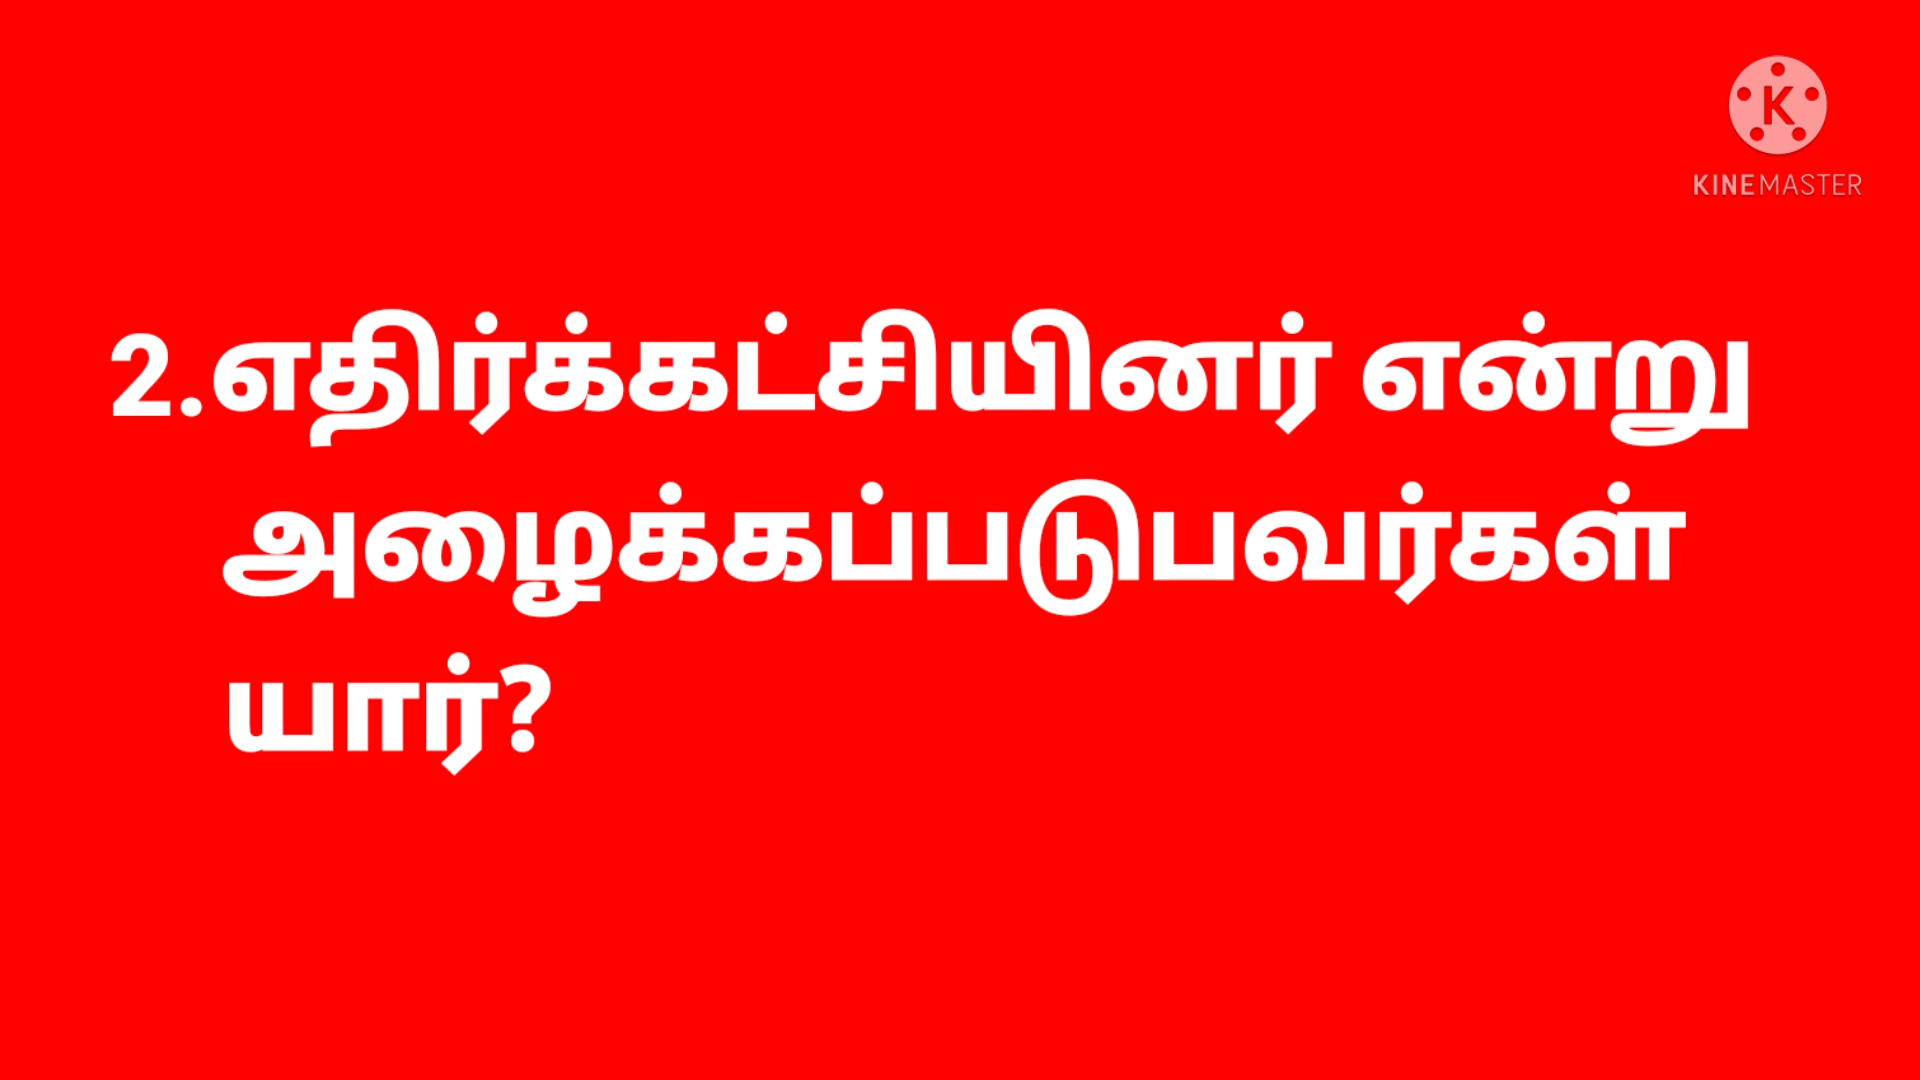 K
KINEMASTER
2.எதிர்க்கட்சியினர் என்று
அழைக்கப்படுபவர்கள்
யார்?